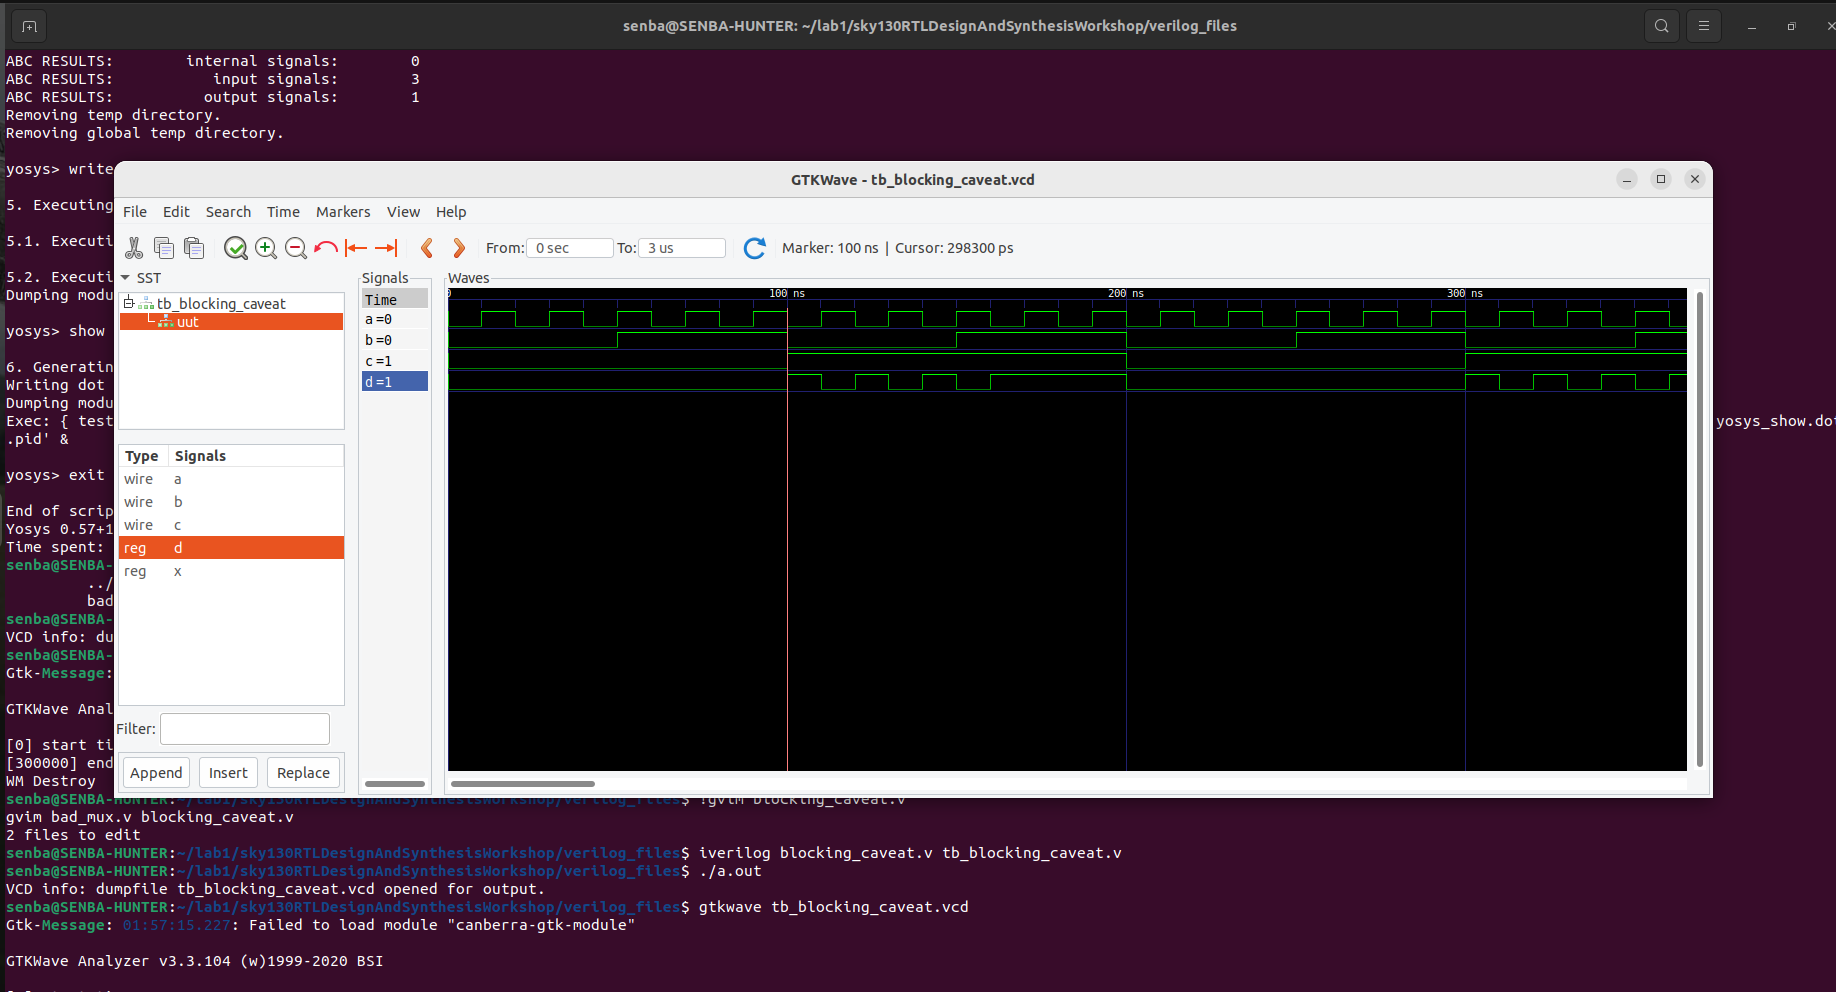 senba@SENBA-HUNTER: ~/lab1/sky130RTLDesignAndSynthesisWorkshop/verilog_files
ABC RESULTS:        internal signals:        0
ABC RESULTS:           input signals:        3
ABC RESULTS:          output signals:        1
Removing temp directory.
Removing global temp directory.
yosys> write
5. Executing
5.1. Executi
5.2. Executi
Dumping modu
yosys> show
6. Generatin
Writing dot
Dumping modu
Exec: { test
yosys_show.dot
.pid' &
yosys> exit
End of scrip
Yosys 0.57+1
Time spent:
senba@SENBA-
../
bad
senba@SENBA-
VCD info: du
senba@SENBA-
Gtk-Message:
GTKWave Anal
[0] start ti
[300000] end
WM Destroy
GTKWave - tb_blocking_caveat.vcd
File Edit Search Time Markers View Help
From: 0 sec To: 3 us Marker: 100 ns | Cursor: 298300 ps
SST
tb_blocking_caveat
uut
Type Signals
wire a
wire b
wire c
reg d
reg x
Filter:
Append Insert Replace
Signals
Time
a=0
b=0
c=1
d=1
Waves
0 100 ns 200 ns 300 ns
senba@SENBA-HUNTER:~/lab1/sky130RTLDesignAndSynthesisWorkshop/verilog_files$ !gvim blocking_caveat.v
gvim bad_mux.v blocking_caveat.v
2 files to edit
senba@SENBA-HUNTER:~/lab1/sky130RTLDesignAndSynthesisWorkshop/verilog_files$ iverilog blocking_caveat.v tb_blocking_caveat.v
senba@SENBA-HUNTER:~/lab1/sky130RTLDesignAndSynthesisWorkshop/verilog_files$ ./a.out
VCD info: dumpfile tb_blocking_caveat.vcd opened for output.
senba@SENBA-HUNTER:~/lab1/sky130RTLDesignAndSynthesisWorkshop/verilog_files$ gtkwave tb_blocking_caveat.vcd
Gtk-Message: 01:57:15.227: Failed to load module "canberra-gtk-module"
GTKWave Analyzer v3.3.104 (w)1999-2020 BSI